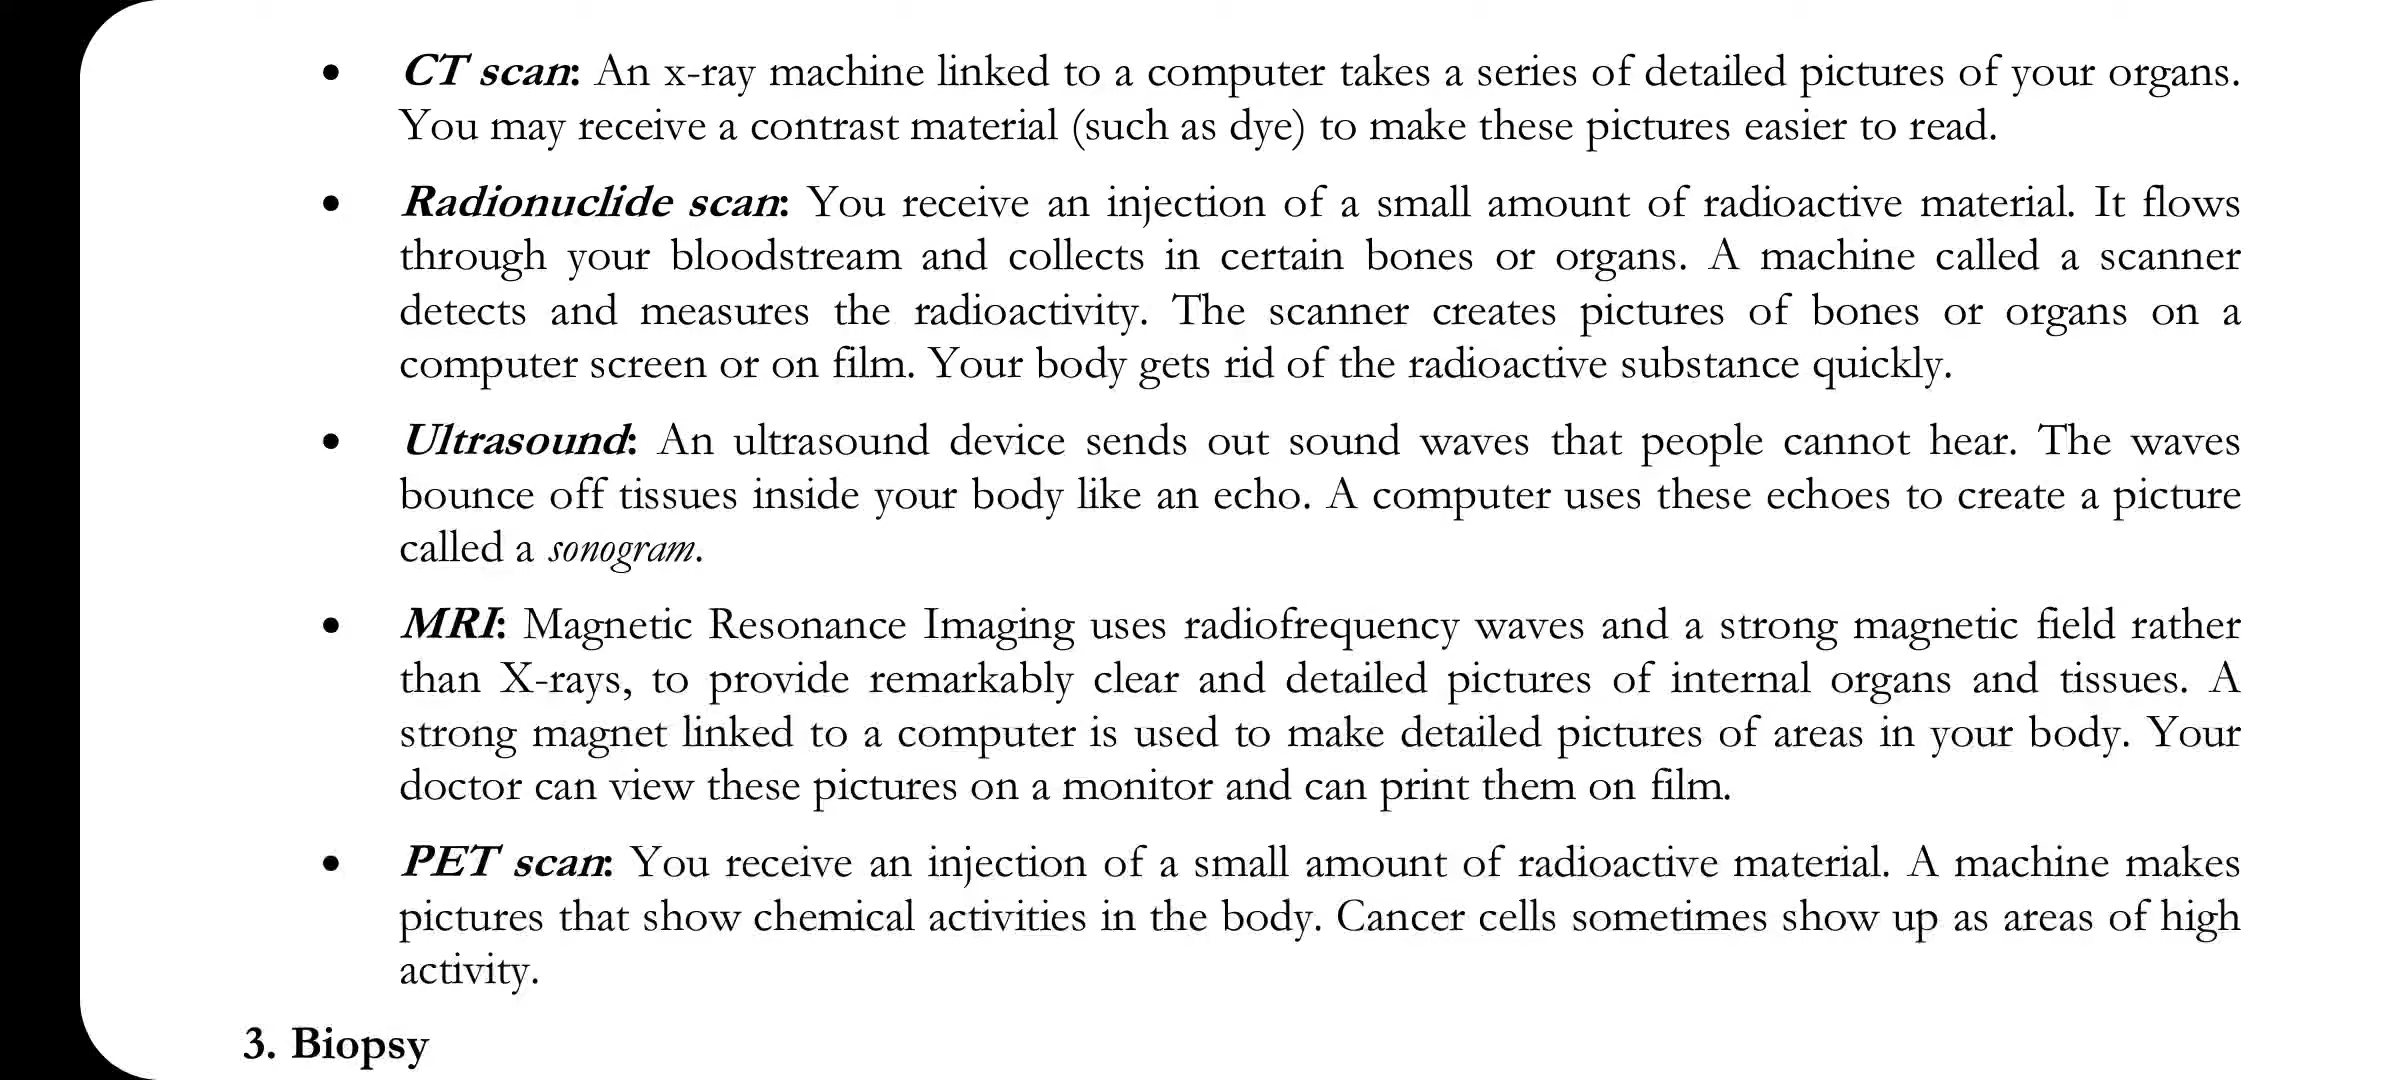 • CT scan: An x-ray machine linked to a computer takes a series of detailed pictures of your organs.
You may receive a contrast material (such as dye) to make these pictures easier to read.
• Radionuclide scan: You receive an injection of a small amount of radioactive material. It flows
through your bloodstream and collects in certain bones or organs. A machine called a scanner
detects and measures the radioactivity. The scanner creates pictures of bones or organs on a
computer screen or on film. Your body gets rid of the radioactive substance quickly.
• Ultrasound: An ultrasound device sends out sound waves that people cannot hear. The waves
bounce off tissues inside your body like an echo. A computer uses these echoes to create a picture
called a sonogram.
• MRI: Magnetic Resonance Imaging uses radiofrequency waves and a strong magnetic field rather
than X-rays, to provide remarkably clear and detailed pictures of internal organs and tissues. A
strong magnet linked to a computer is used to make detailed pictures of areas in your body. Your
doctor can view these pictures on a monitor and can print them on film.
• PET scan: You receive an injection of a small amount of radioactive material. A machine makes
pictures that show chemical activities in the body. Cancer cells sometimes show up as areas of high
activity.
3. Biopsy